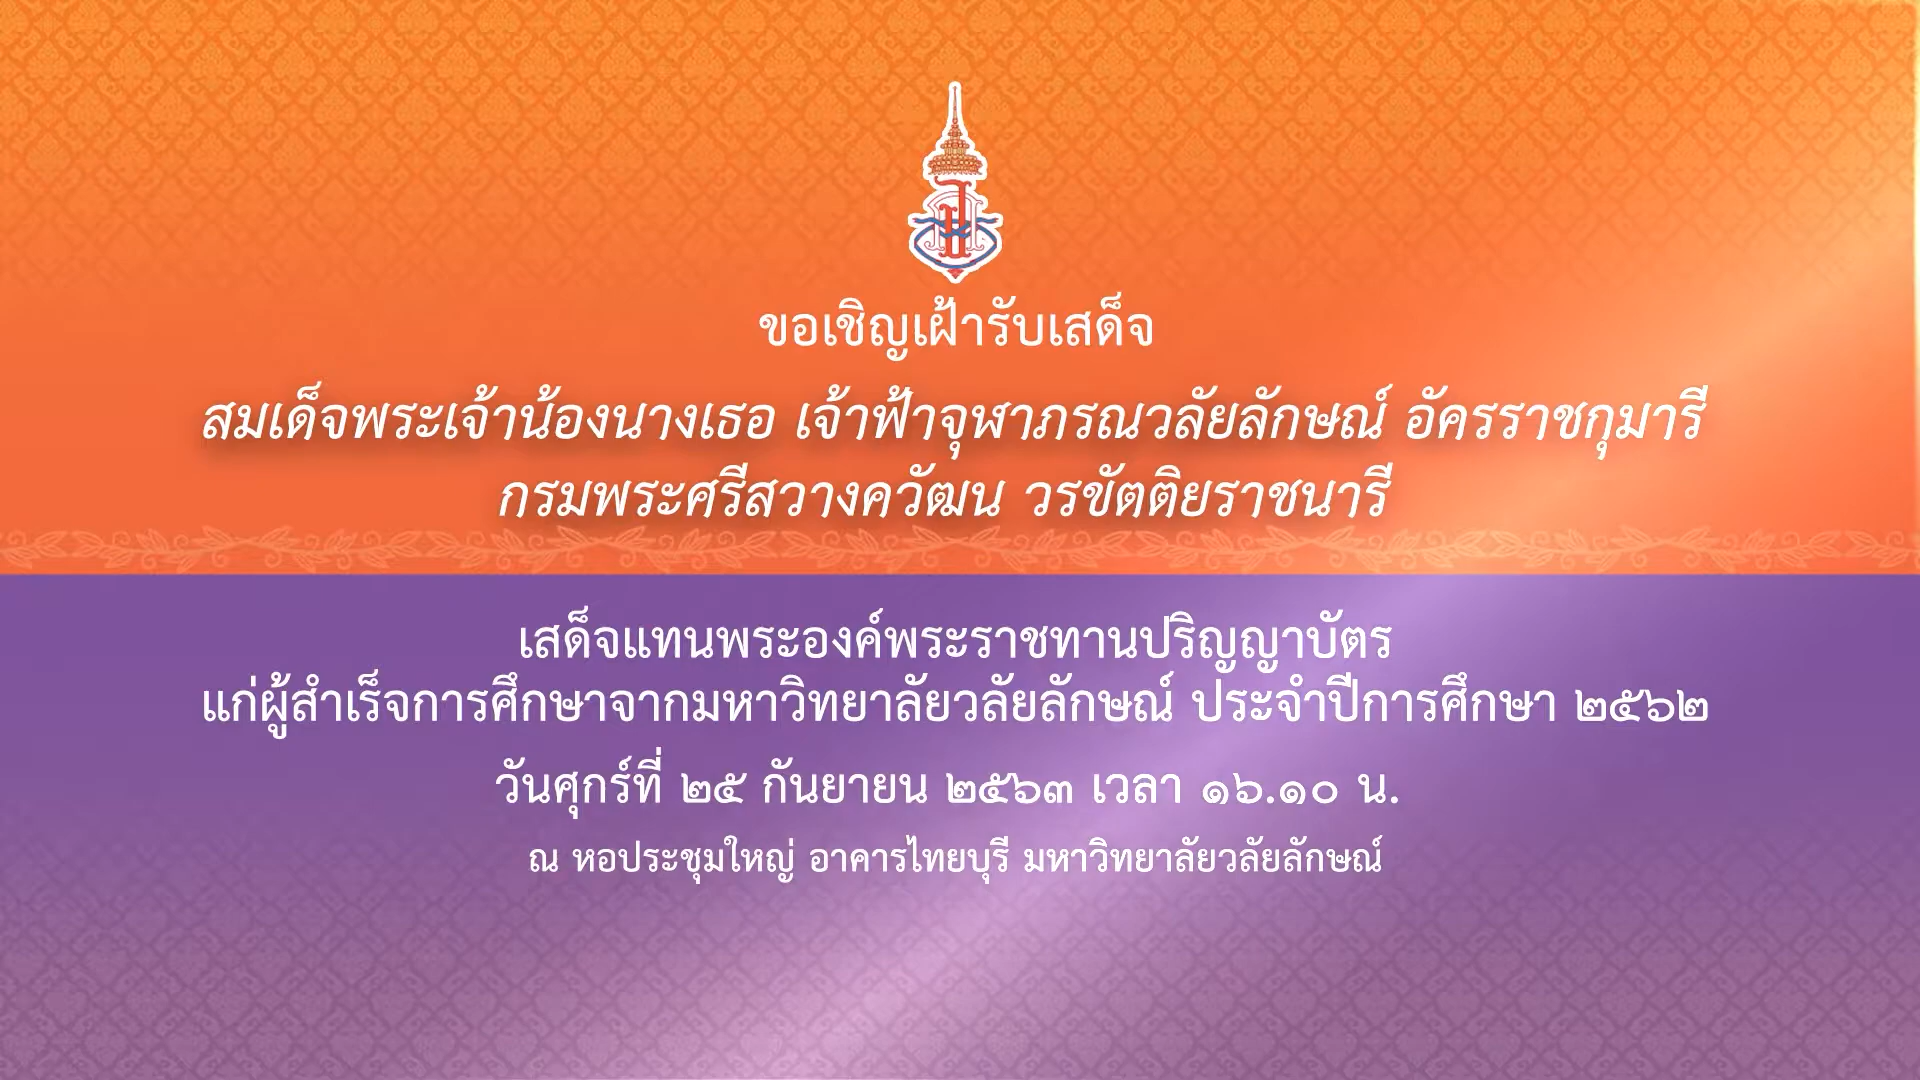 ขอเชิญเฝ้ารับเสด็จ
สมเด็จพระเจ้าน้องนางเธอ เจ้าฟ้าจุฬาภรณวลัยลักษณ์ อัครราชกุมารี
กรมพระศรีสวางควัฒน วรขัตติยราชนารี
เสด็จแทนพระองค์พระราชทานปริญญาบัตร
แก่ผู้สำเร็จการศึกษาจากมหาวิทยาลัยวลัยลักษณ์ ประจำปีการศึกษา ๒๕๖๒
วันศุกร์ที่ ๒๕ กันยายน ๒๕๖๓ เวลา ๑๖.๑๐ น.
ณ หอประชุมใหญ่ อาคารไทยบุรี มหาวิทยาลัยวลัยลักษณ์